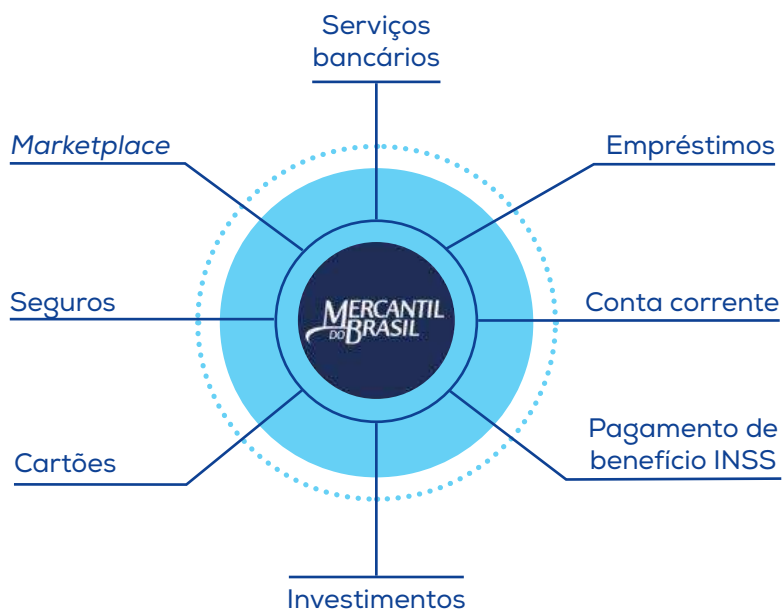 Serviços
bancários
Marketplace
Empréstimos
Seguros
MERCANTIL
DO BRASIL
Conta corrente
Cartões
Pagamento de
benefício INSS
Investimentos